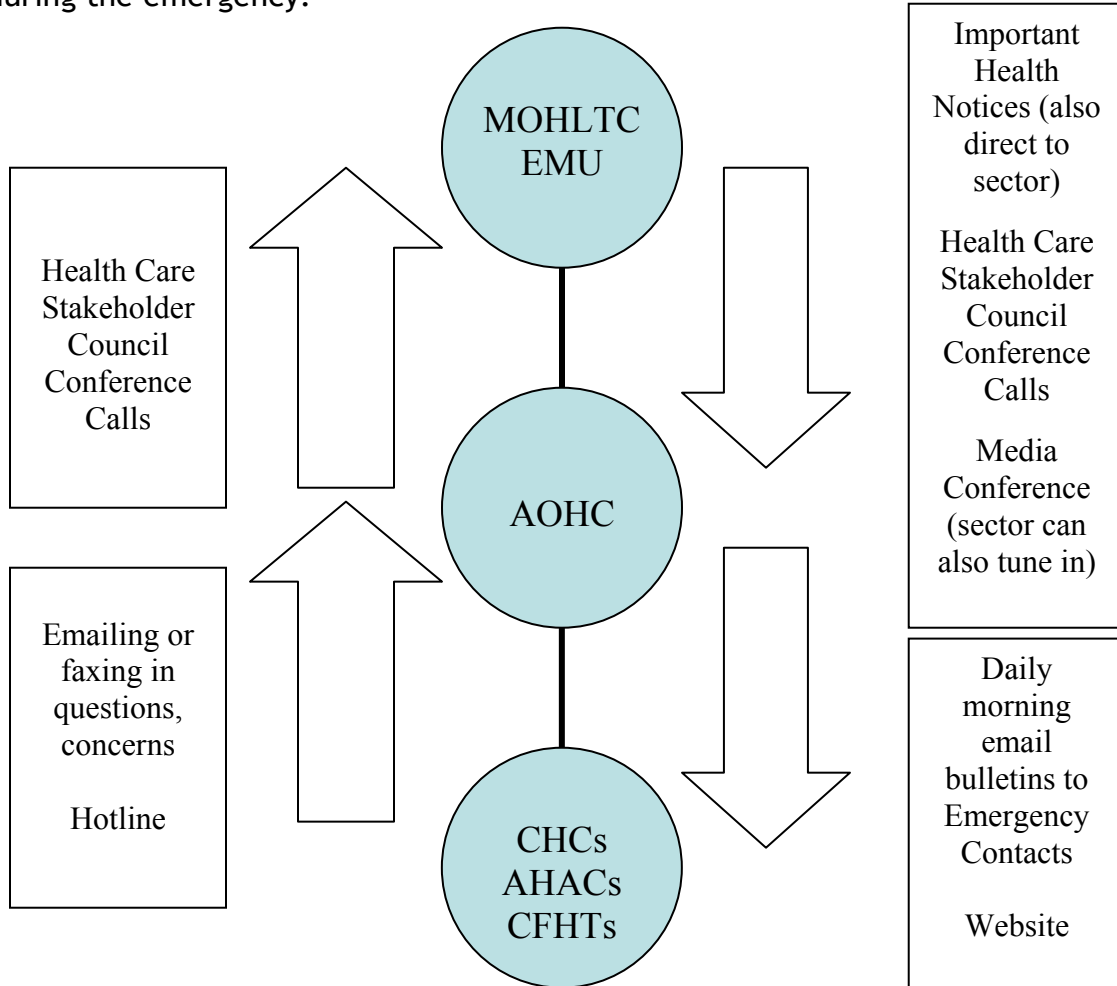 during the emergency.
MOHLTC
EMU
Important
Health
Notices (also
direct to
sector)
Health Care
Stakeholder
Council
Conference
Calls
Media
Conference
(sector can
also tune in)
Health Care
Stakeholder
Council
Conference
Calls
AOHC
Emailing or
faxing in
questions,
concerns
Hotline
CHCs
AHACs
CFHTs
Daily
morning
email
bulletins to
Emergency
Contacts
Website